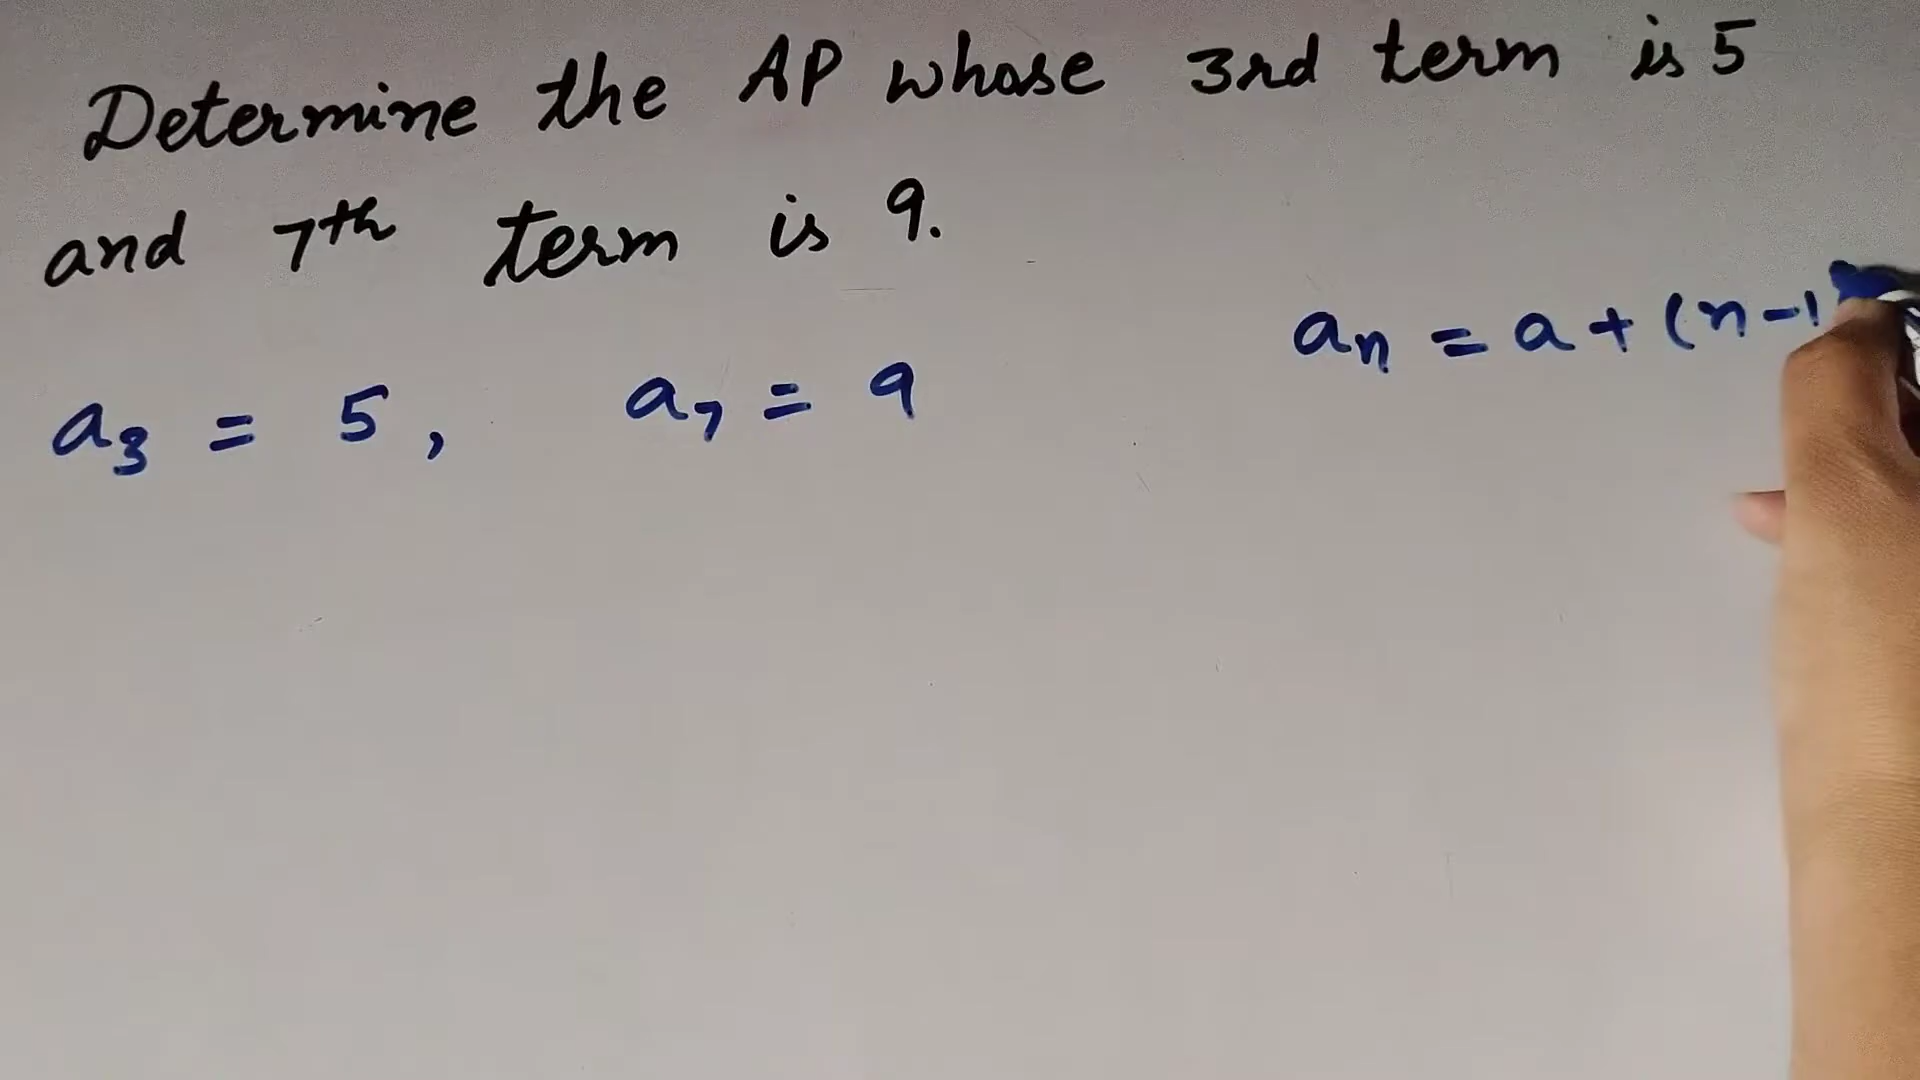 Determine the AP whose 3rd term is 5
and 7th term is 9.
an = a + (n-1
a3 = 5, a7 = 9